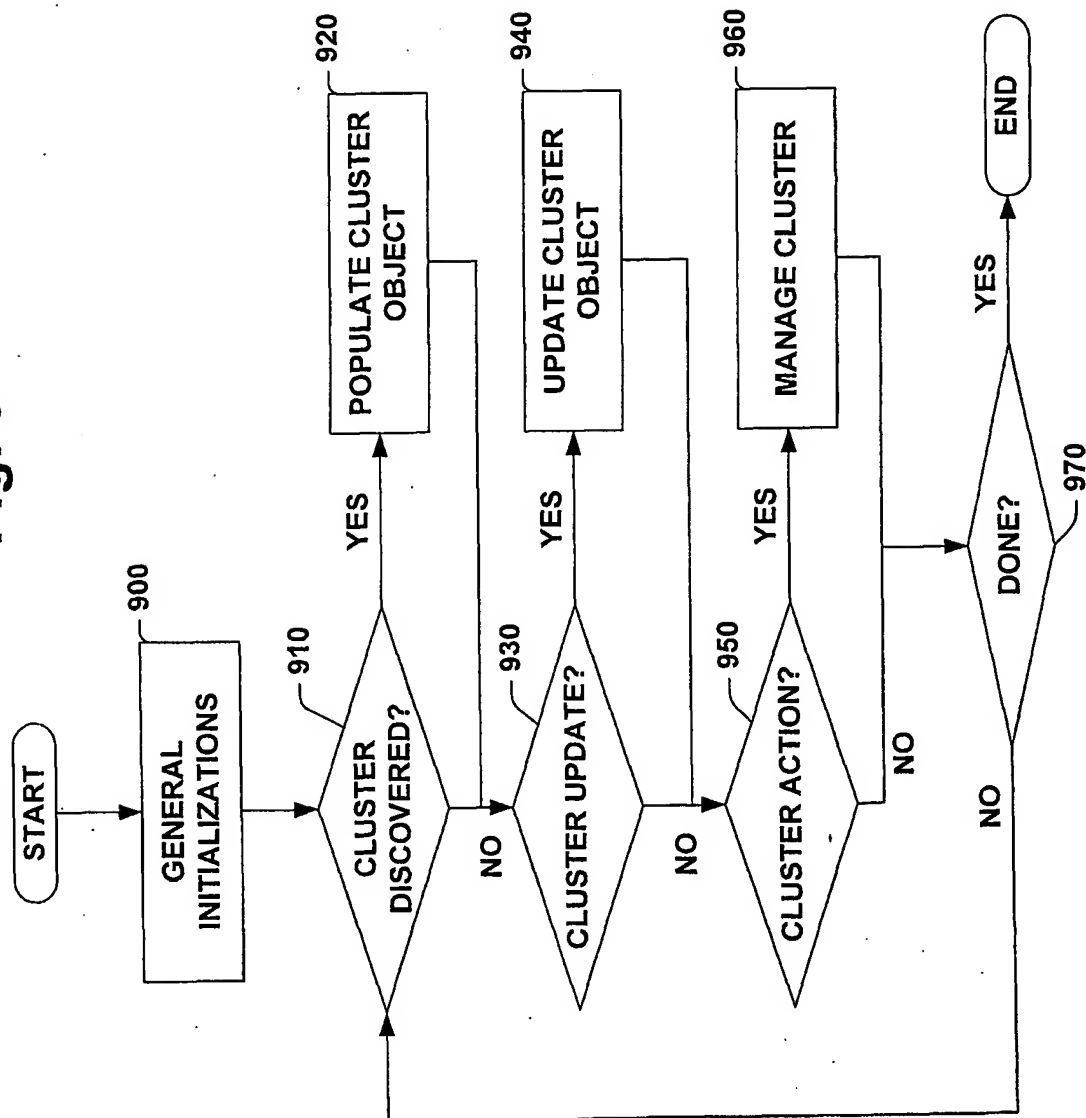 START
900
GENERAL
INITIALIZATIONS
910
CLUSTER
DISCOVERED?
YES
920
POPULATE CLUSTER
OBJECT
NO
930
CLUSTER UPDATE?
YES
940
UPDATE CLUSTER
OBJECT
NO
950
CLUSTER ACTION?
YES
960
MANAGE CLUSTER
NO
DONE?
970
YES
END
NO